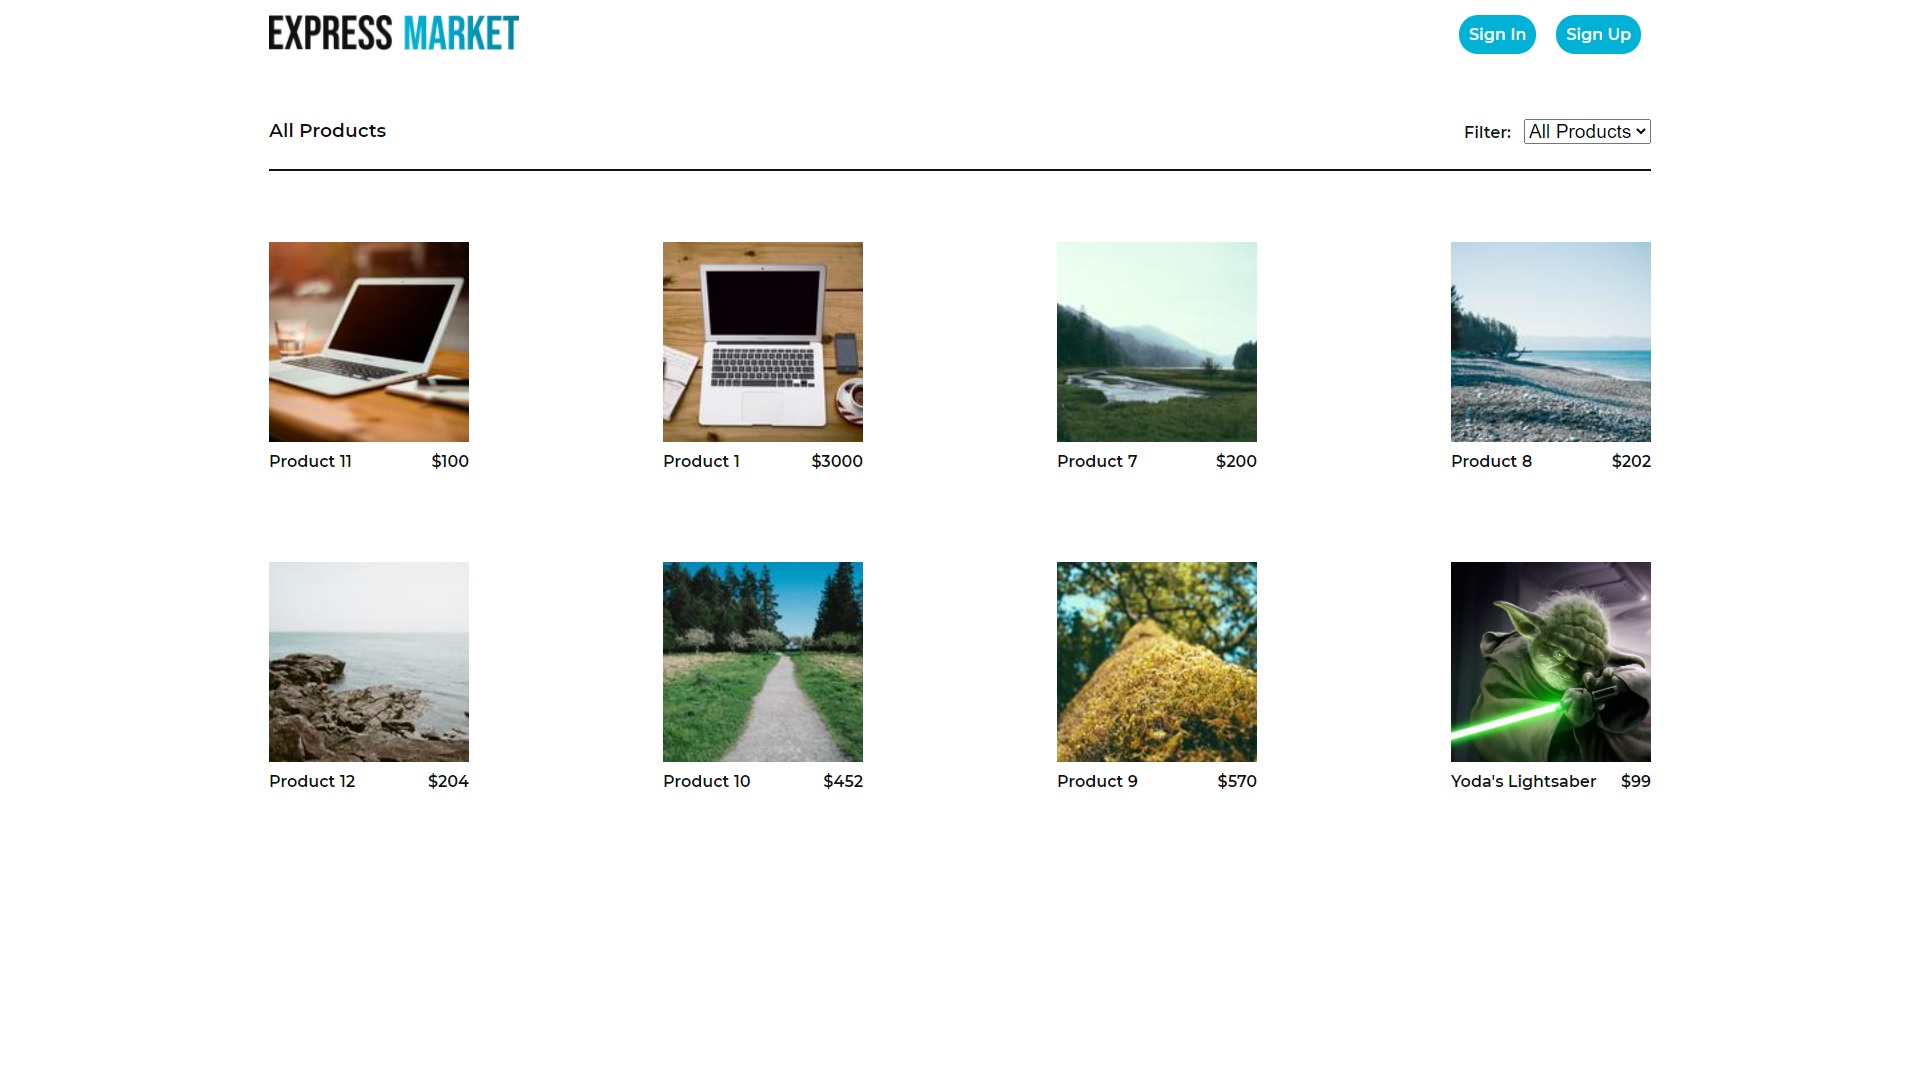 EXPRESS MARKET
Sign In
Sign Up
All Products
Filter:
All Products
Product 11 $100
Product 1 $3000
Product 7 $200
Product 8 $202
Product 12 $204
Product 10 $452
Product 9 $570
Yoda's Lightsaber $99